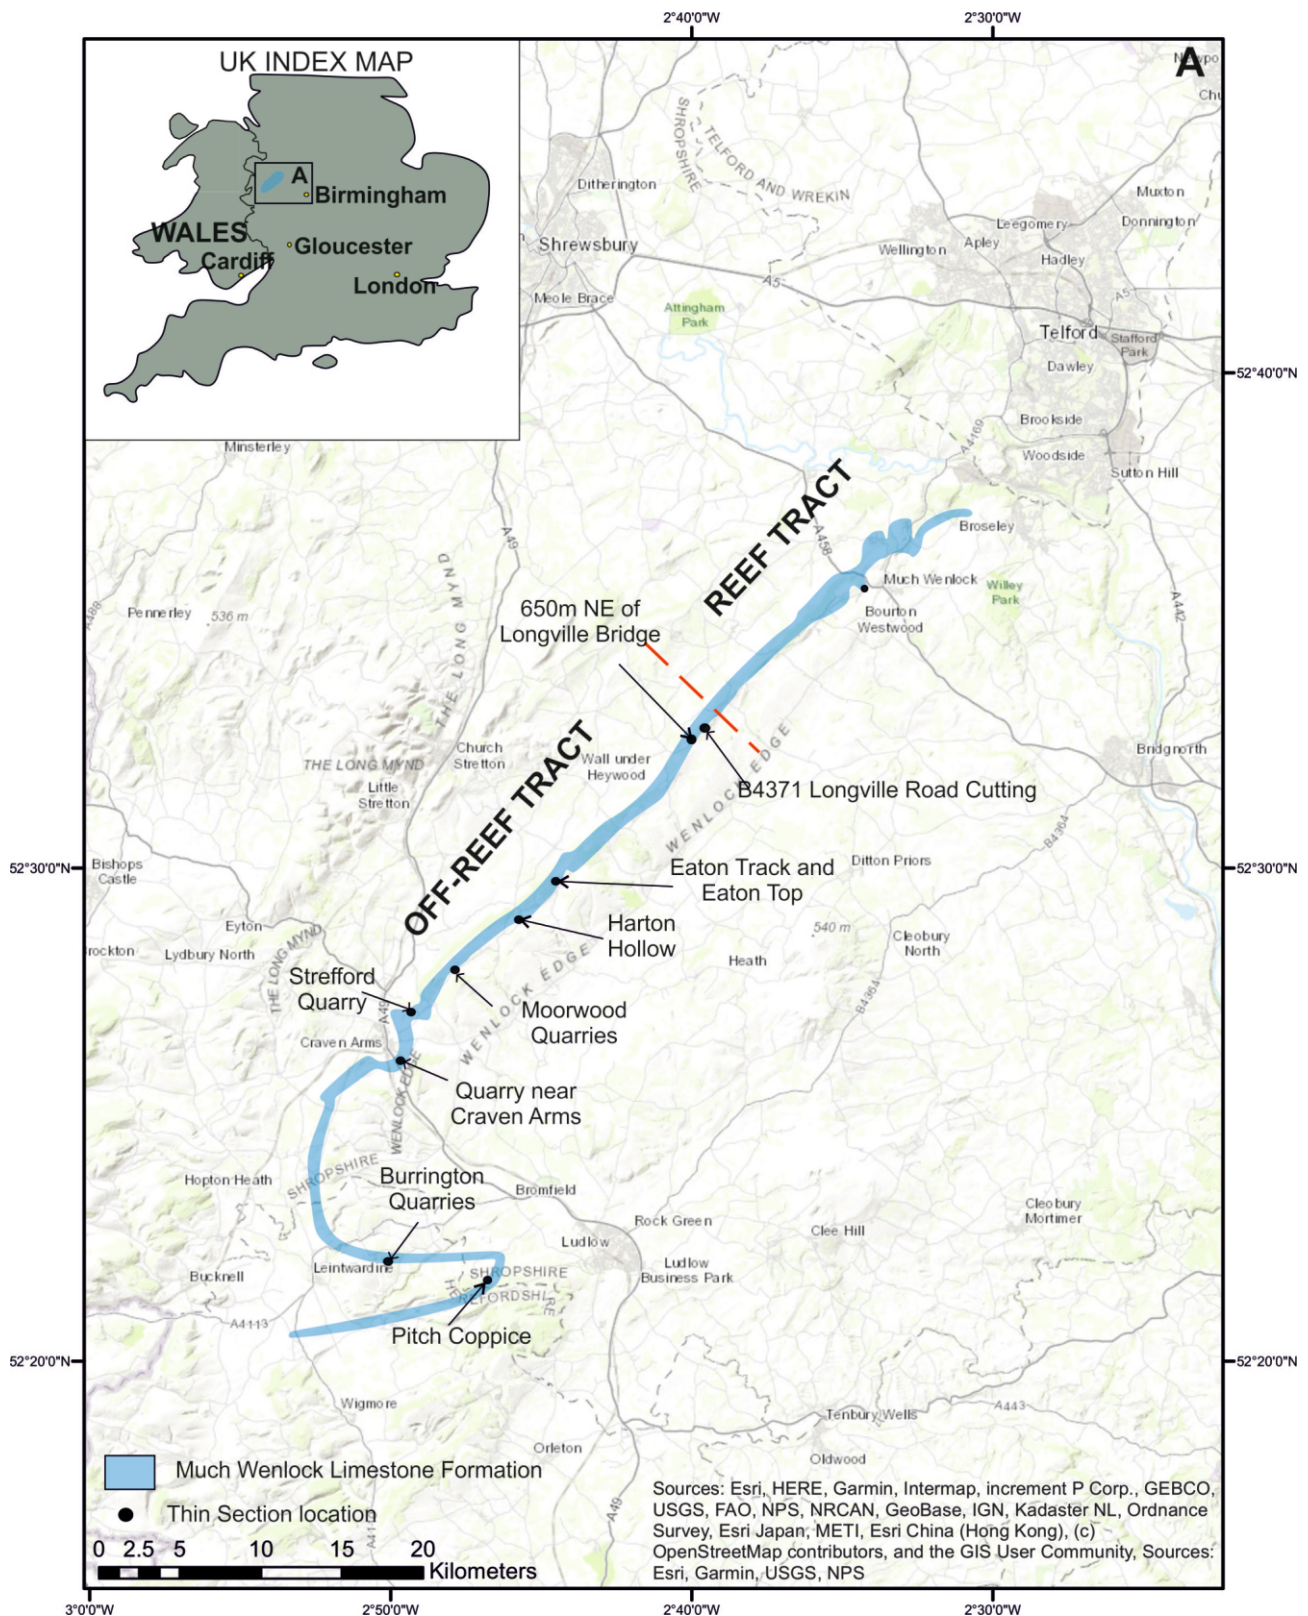 2°40'0"W
2°30'0"W
UK INDEX MAP
A
Birmingham
WALES
Gloucester
Cardiff
London
A
Ditherington
SHROPSHIRE
TELFORD AND WREKIN
Muxton
Leegomery
Donnington
Shrewsbury
Wellington
Apley
Hadley
A5
A5
Meole Brace
Attingham
Park
Telford
Stafford
Park
Dawley
52°40'0"N
Brookside
A4169
Woodside
Sutton Hill
Minsterley
REEF TRACT
A49
A458
Broseley
Much Wenlock
Willey
Park
A442
THE LONG MYND
650m NE of
Longville Bridge
Bourton
Westwood
A488
Pennerley
536 m
OFF-REEF TRACT
Church
Stretton
THE LONG MYND
Little
Stretton
Wall under
Heywood
Bridgnorth
B4371 Longville Road Cutting
WENLOCK EDGE
B4364
Bishops
Castle
52°30'0"N
52°30'0"N
Ditton Priors
Eaton Track and
Eaton Top
Harton
Hollow
540 m
Cleobury
North
Eyton
Lydbury North
THE LONG MYND
Heath
Strefford
Quarry
WENLOCK EDGE
Moorwood
Quarries
B4364
A49
Craven Arms
WENLOCK EDGE
Quarry near
Craven Arms
SHROPSHIRE
Hopton Heath
Burrington
Quarries
Bromfield
Cleobury
Mortimer
Rock Green
Clee Hill
Ludlow
Ludlow
Business Park
Leintwardine
Bucknell
SHROPSHIRE
HEREFORDSHIRE
A4113
Pitch Coppice
52°20'0"N
52°20'0"N
Wigmore
A443
Tenbury Wells
Orleton
Oldwood
Much Wenlock Limestone Formation
Thin Section location
A49
0 2.5 5 10 15 20
Kilometers
Sources: Esri, HERE, Garmin, Intermap, increment P Corp., GEBCO,
USGS, FAO, NPS, NRCAN, GeoBase, IGN, Kadaster NL, Ordnance
Survey, Esri Japan, METI, Esri China (Hong Kong), (c)
OpenStreetMap contributors, and the GIS User Community, Sources:
Esri, Garmin, USGS, NPS
3°0'0"W
2°50'0"W
2°40'0"W
2°30'0"W